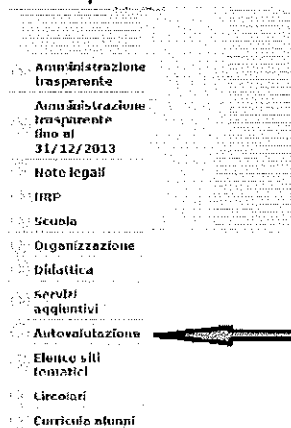 Amministrazione
trasparente
Amministrazione
trasparente
fino al
31/12/2013
Note legali
URP
Scuola
Organizzazione
Didattica
Servizi
aggiuntivi
Autovalutazione
Elenco siti
tematici
Circolari
Curricula alunni